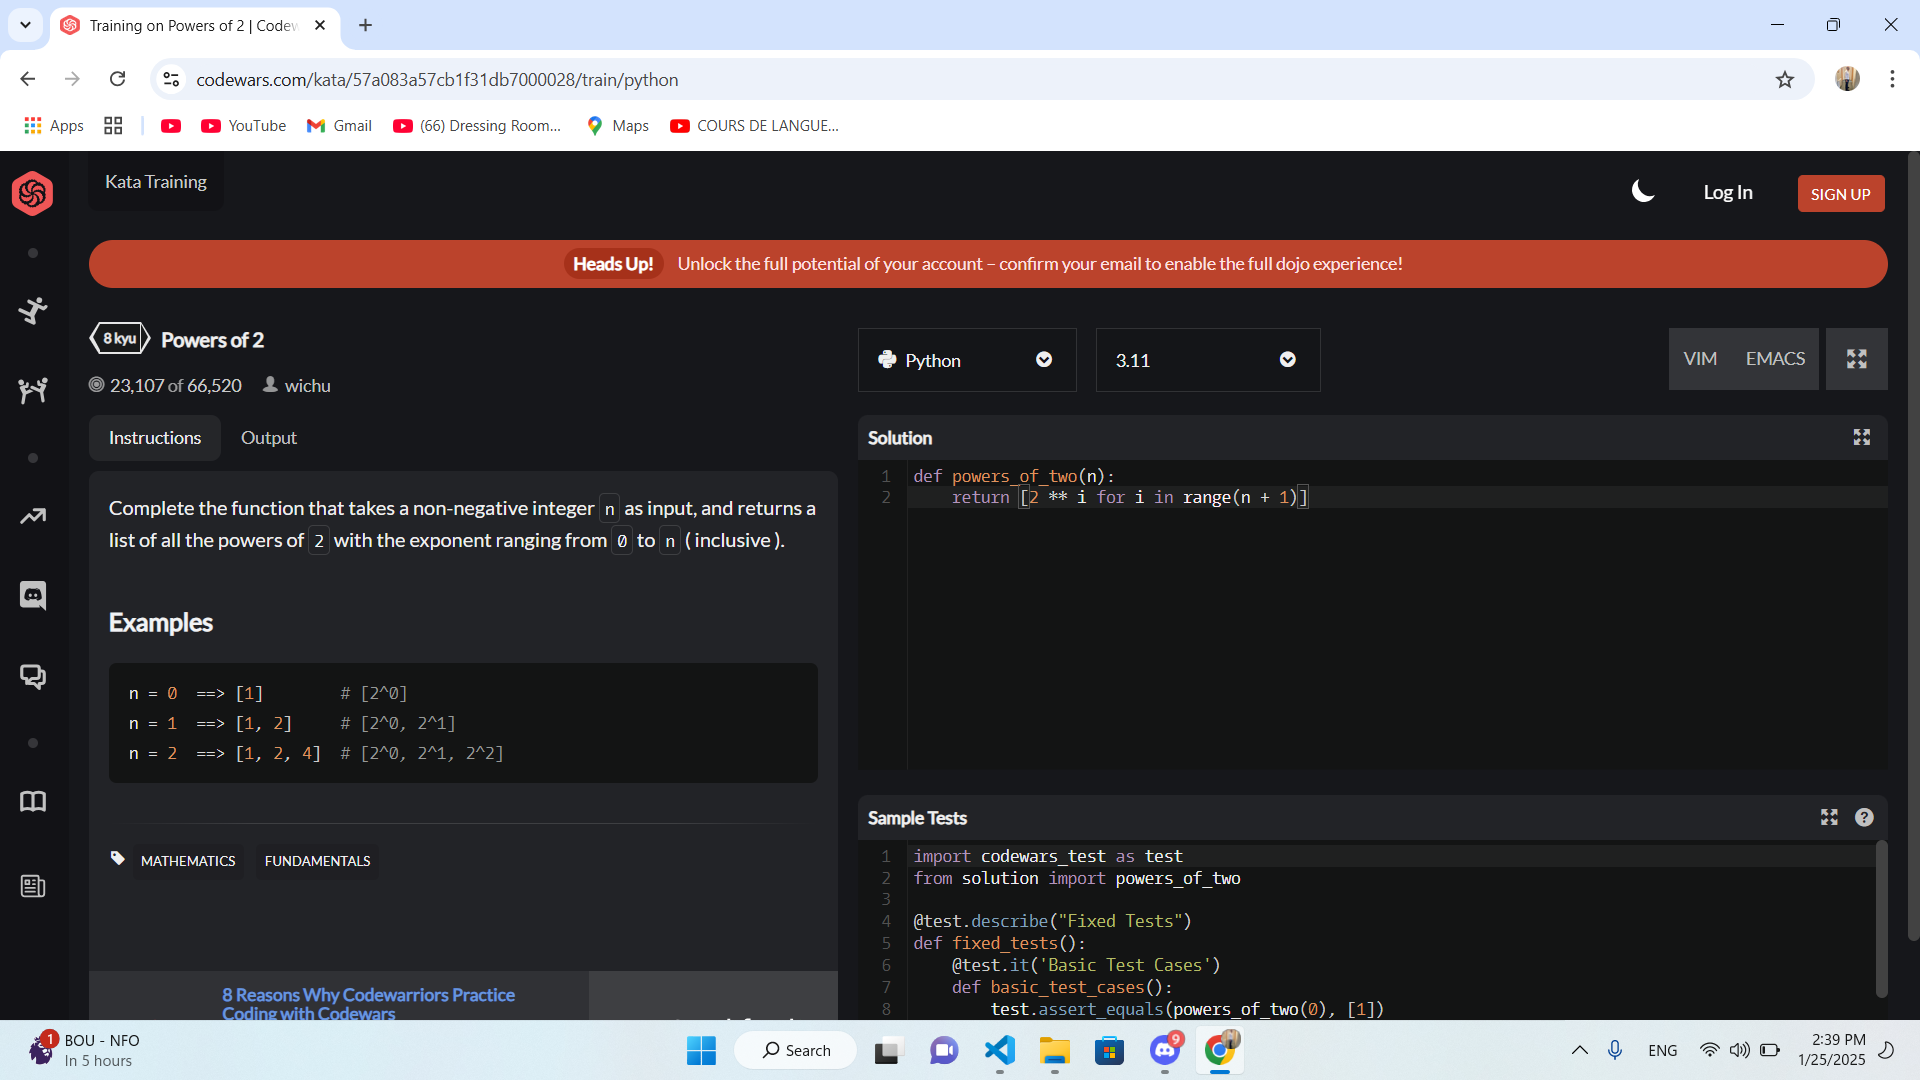 Training on Powers of 2 | Codew
codewars.com/kata/57a083a57cb1f31db7000028/train/python
Apps
YouTube
Gmail
(66) Dressing Room...
Maps
COURS DE LANGUE...
Kata Training
Log In
SIGN UP
Heads Up! Unlock the full potential of your account – confirm your email to enable the full dojo experience!
8 kyu
Powers of 2
23,107 of 66,520
wichu
Python
3.11
VIM
EMACS
Instructions
Output
Complete the function that takes a non-negative integer n as input, and returns a
list of all the powers of 2 with the exponent ranging from 0 to n ( inclusive ).
Examples
n = 0  ==> [1]        # [2^0]
n = 1  ==> [1, 2]     # [2^0, 2^1]
n = 2  ==> [1, 2, 4]  # [2^0, 2^1, 2^2]
MATHEMATICS
FUNDAMENTALS
8 Reasons Why Codewarriors Practice
Coding with Codewars
Solution
1 def powers_of_two(n):
2     return [2 ** i for i in range(n + 1)]
Sample Tests
?
1 import codewars_test as test
2 from solution import powers_of_two
3
4 @test.describe("Fixed Tests")
5 def fixed_tests():
6     @test.it('Basic Test Cases')
7     def basic_test_cases():
8         test.assert_equals(powers_of_two(0), [1])
1
BOU - NFO
In 5 hours
Search
9
ENG
2:39 PM
1/25/2025